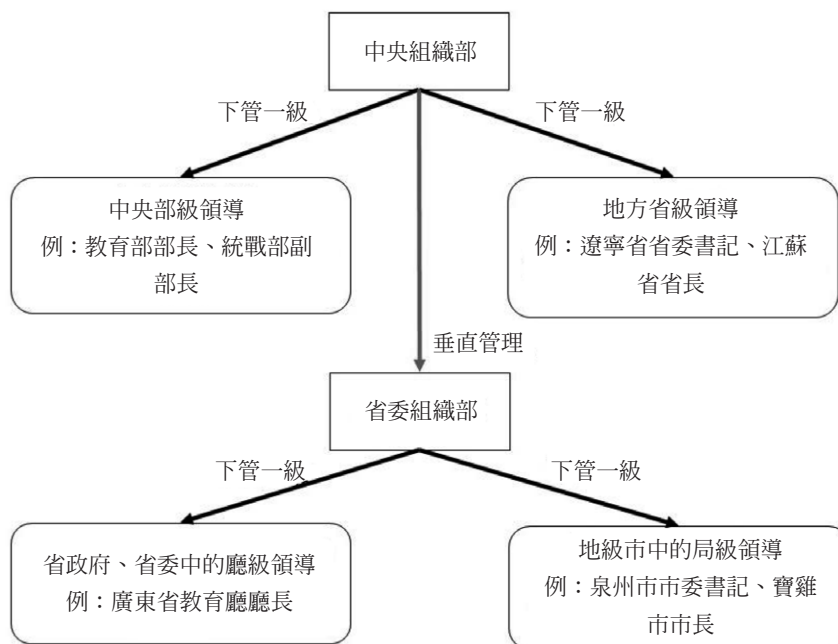 中央組織部
下管一級
下管一級
中央部級領導
例：教育部部長、統戰部副
部長
地方省級領導
例：遼寧省省委書記、江蘇
省省長
垂直管理
省委組織部
下管一級
下管一級
省政府、省委中的廳級領導
例：廣東省教育廳廳長
地級市中的局級領導
例：泉州市市委書記、寶雞
市市長